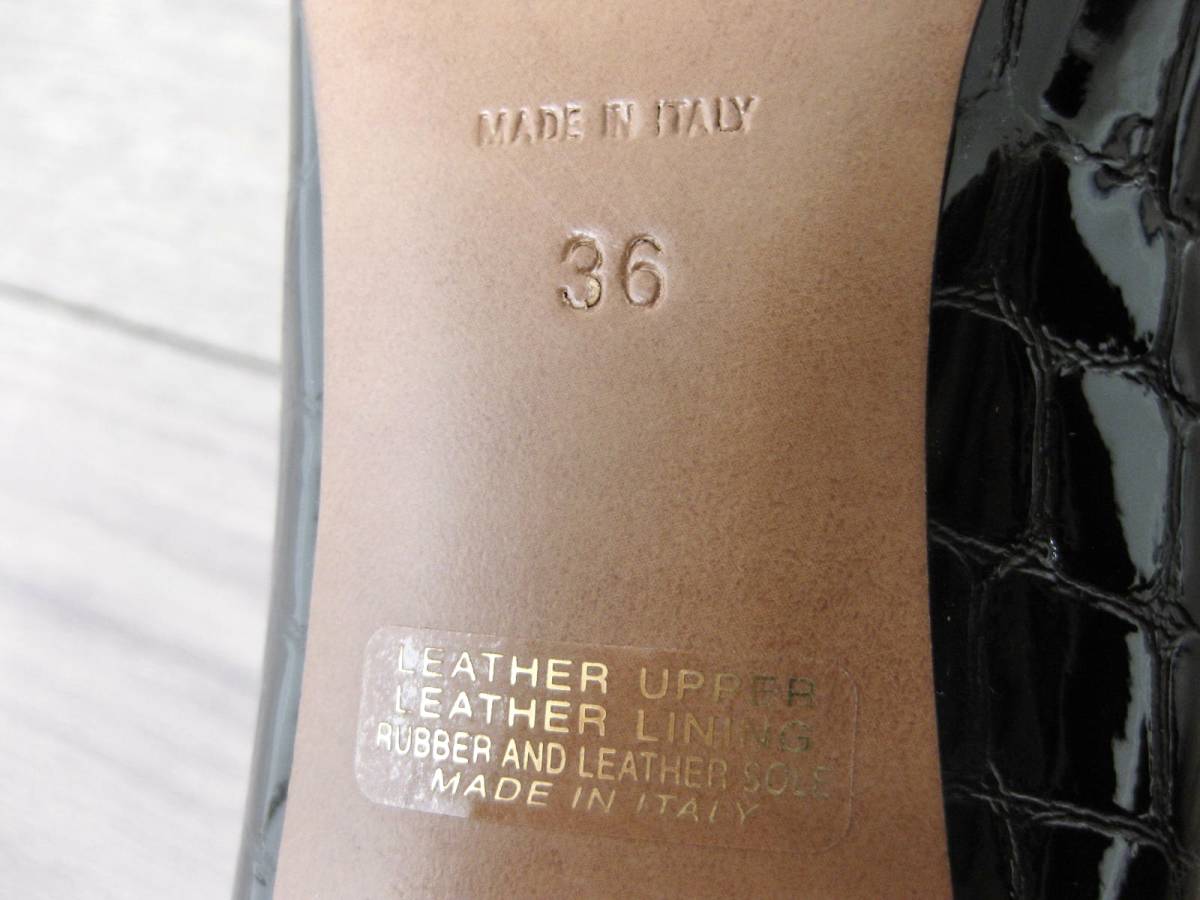 MADE IN ITALY
36
LEATHER UPPER
LEATHER LINING
RUBBER AND LEATHER SOLE
MADE IN ITALY